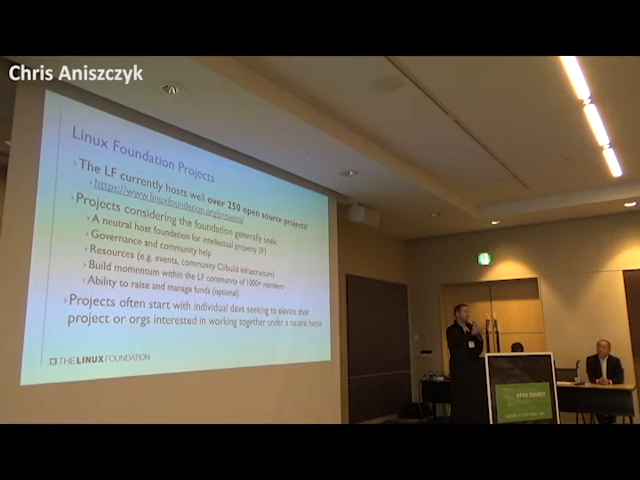 Chris Aniszczyk
Linux Foundation Projects
› The LF currently hosts well over 250 open source projects!
› https://www.linuxfoundation.org/projects/
› Projects considering the foundation generally seek:
› A neutral host foundation for intellectual property (IP)
› Governance and community help
› Resources (e.g. events, community CI/build infrastructure)
› Build momentum within the LF community of 1000+ members
› Ability to raise and manage funds (optional)
› Projects often start with individual devs seeking to elevate their
project or orgs interested in working together under a neutral home
THE LINUX FOUNDATION
OPEN SOURCE